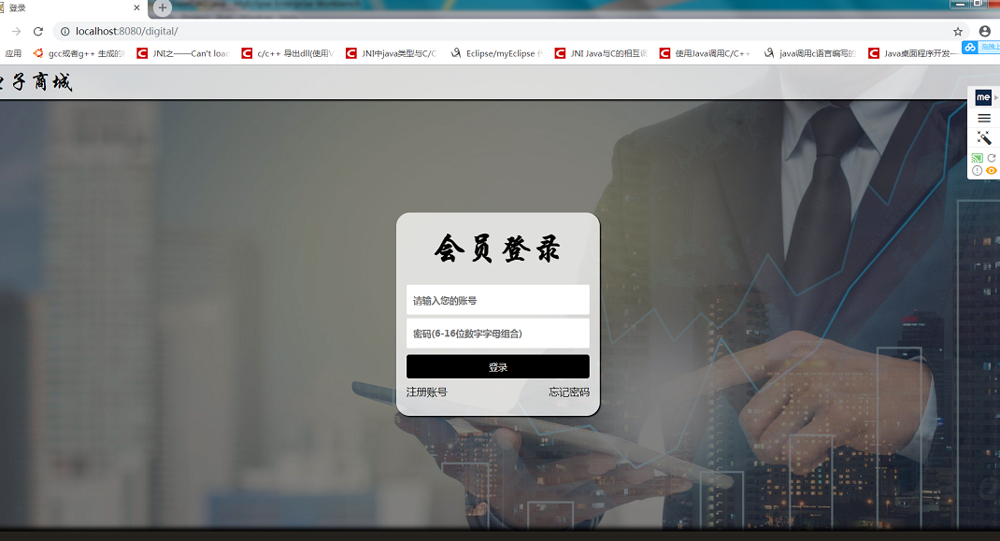 登录
localhost:8080/digital/
应用 gcc或者g++ 生成的 JNI之——Can't loa c/c++ 导出dll(使用V JNI中java类型与C/C Eclipse/myEclipse JNI Java与C的相互调 使用Java调用C/C++ java调用c语言编写的 Java桌面程序开发—
子商城
me
会员登录
请输入您的账号
密码(6-16位数字字母组合)
登录
注册账号 忘记密码